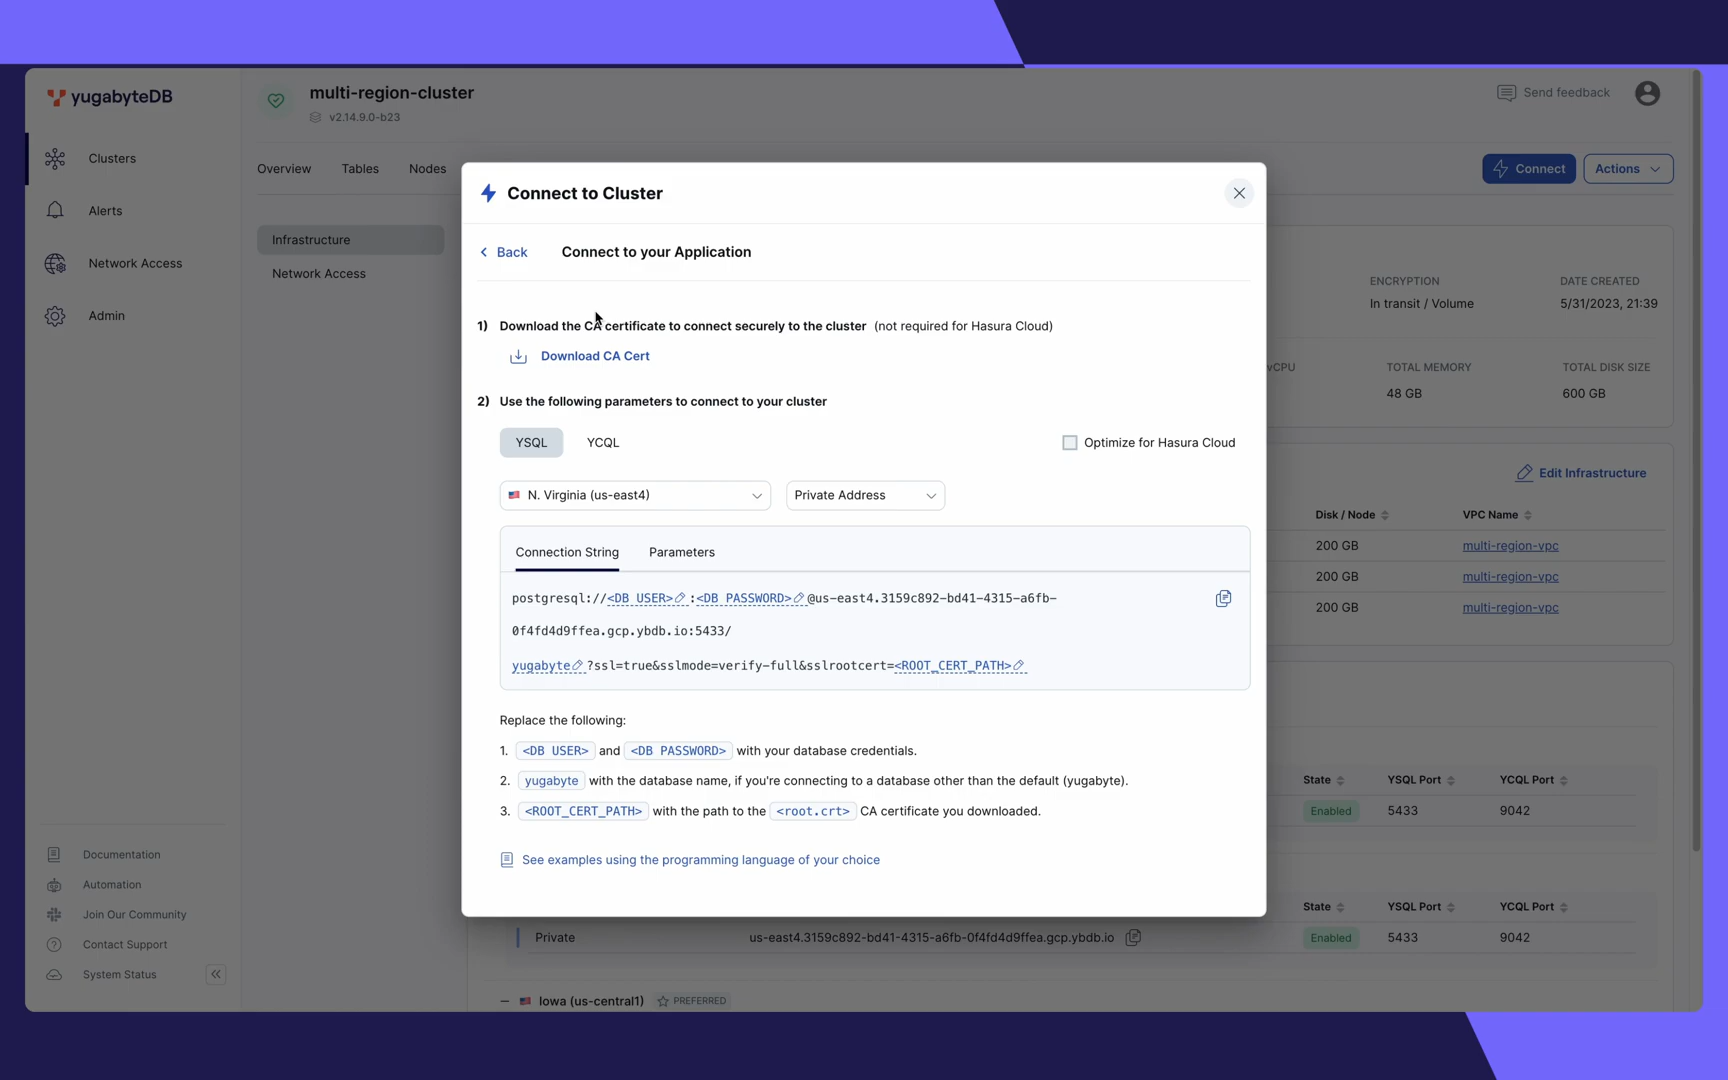 yugabyteDB
multi-region-cluster
v2.14.9.0-b23
Send feedback
Clusters
Alerts
Network Access
Admin
Overview
Tables
Nodes
Connect
Actions
Infrastructure
Network Access
ENCRYPTION
DATE CREATED
In transit / Volume
5/31/2023, 21:39
vCPU
TOTAL MEMORY
TOTAL DISK SIZE
48 GB
600 GB
Edit Infrastructure
Disk / Node
VPC Name
200 GB
multi-region-vpc
200 GB
multi-region-vpc
200 GB
multi-region-vpc
Connect to Cluster
Back
Connect to your Application
1) Download the CA certificate to connect securely to the cluster (not required for Hasura Cloud)
Download CA Cert
2) Use the following parameters to connect to your cluster
YSQL
YCQL
Optimize for Hasura Cloud
N. Virginia (us-east4)
Private Address
Connection String
Parameters
postgresql://<DB USER>:<DB PASSWORD>@us-east4.3159c892-bd41-4315-a6fb-
0f4fd4d9ffea.gcp.ybdb.io:5433/
yugabyte?ssl=true&sslmode=verify-full&sslrootcert=<ROOT_CERT_PATH>
Replace the following:
1. <DB USER> and <DB PASSWORD> with your database credentials.
2. yugabyte with the database name, if you're connecting to a database other than the default (yugabyte).
3. <ROOT_CERT_PATH> with the path to the <root.crt> CA certificate you downloaded.
See examples using the programming language of your choice
State
YSQL Port
YCQL Port
Enabled
5433
9042
State
YSQL Port
YCQL Port
Private
us-east4.3159c892-bd41-4315-a6fb-0f4fd4d9ffea.gcp.ybdb.io
Enabled
5433
9042
Iowa (us-central1)
PREFERRED
Documentation
Automation
Join Our Community
Contact Support
System Status